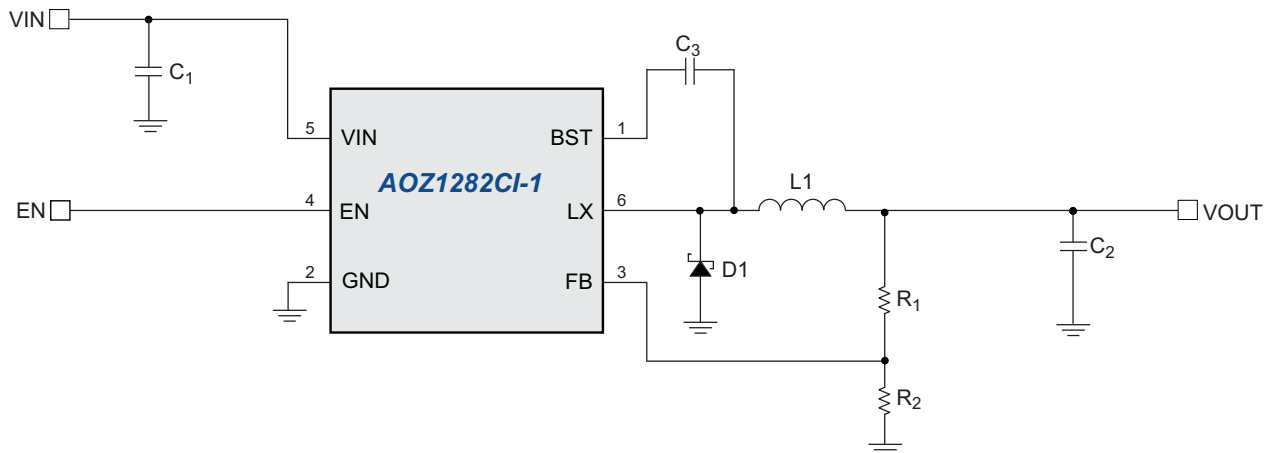 VIN
C1
C3
5
VIN
BST
1
AOZ1282CI-1
L1
EN
4
EN
LX
6
VOUT
D1
C2
2
GND
FB
3
R1
R2